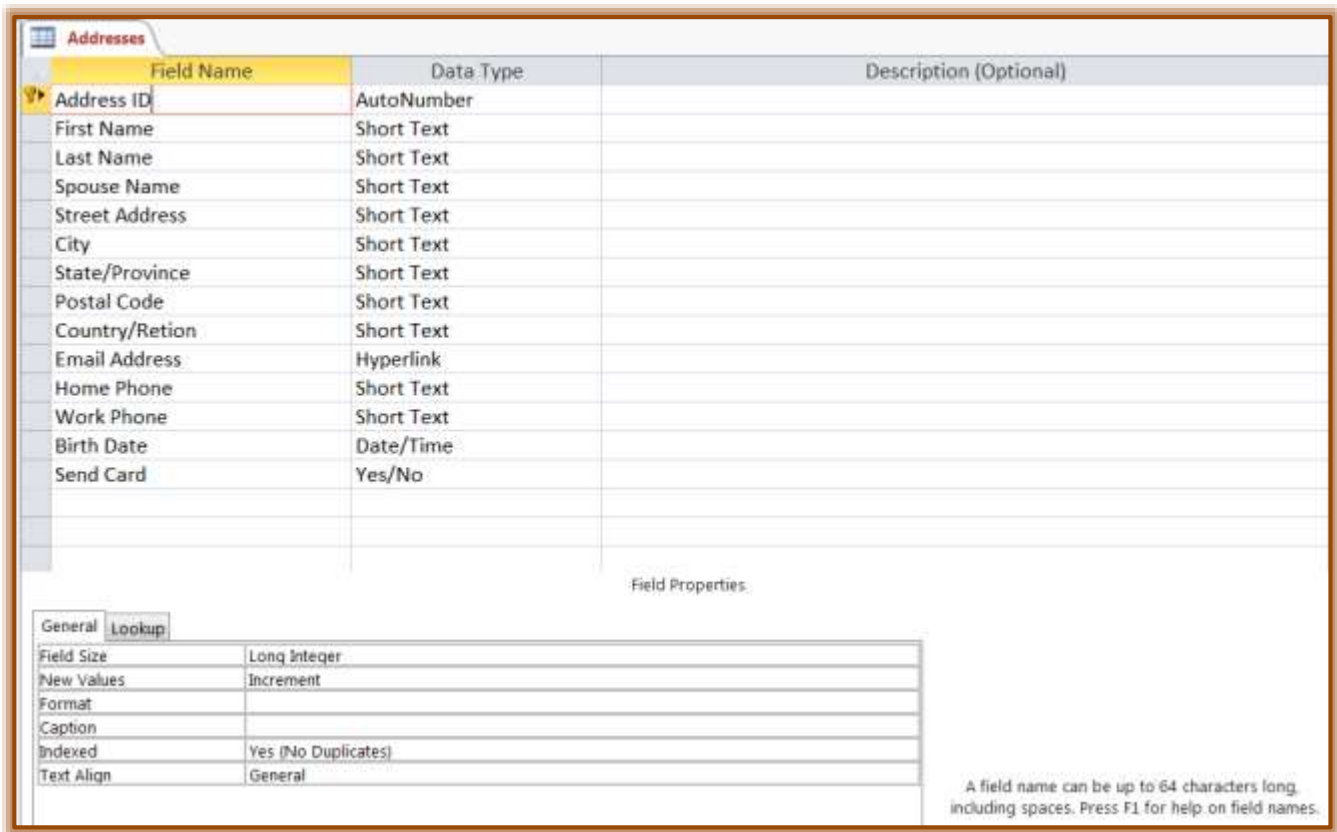 Addresses
Field Name Data Type Description (Optional)
Address ID AutoNumber
First Name Short Text
Last Name Short Text
Spouse Name Short Text
Street Address Short Text
City Short Text
State/Province Short Text
Postal Code Short Text
Country/Retion Short Text
Email Address Hyperlink
Home Phone Short Text
Work Phone Short Text
Birth Date Date/Time
Send Card Yes/No
Field Properties
General Lookup
Field Size Long Integer
New Values Increment
Format
Caption
Indexed Yes (No Duplicates)
Text Align General
A field name can be up to 64 characters long,
including spaces. Press F1 for help on field names.